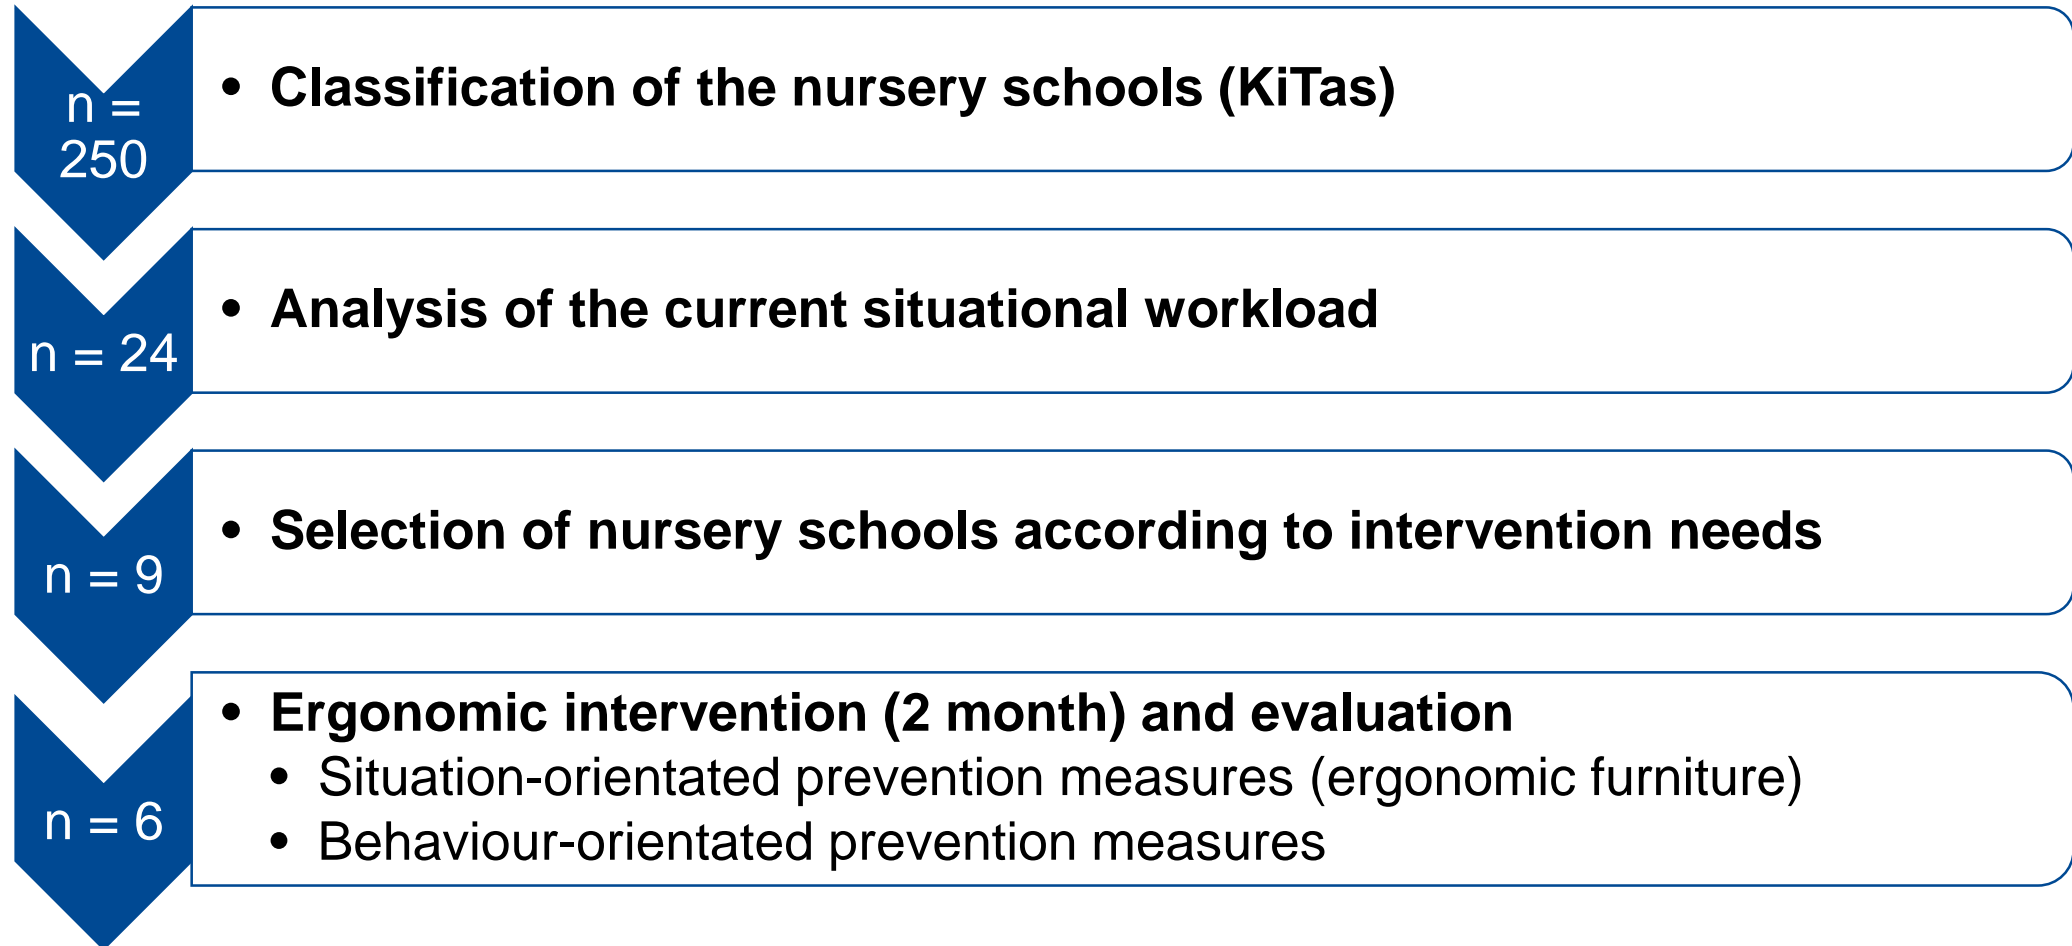 n =
250
• Classification of the nursery schools (KiTas)
n = 24
• Analysis of the current situational workload
n = 9
• Selection of nursery schools according to intervention needs
n = 6
• Ergonomic intervention (2 month) and evaluation
• Situation-orientated prevention measures (ergonomic furniture)
• Behaviour-orientated prevention measures